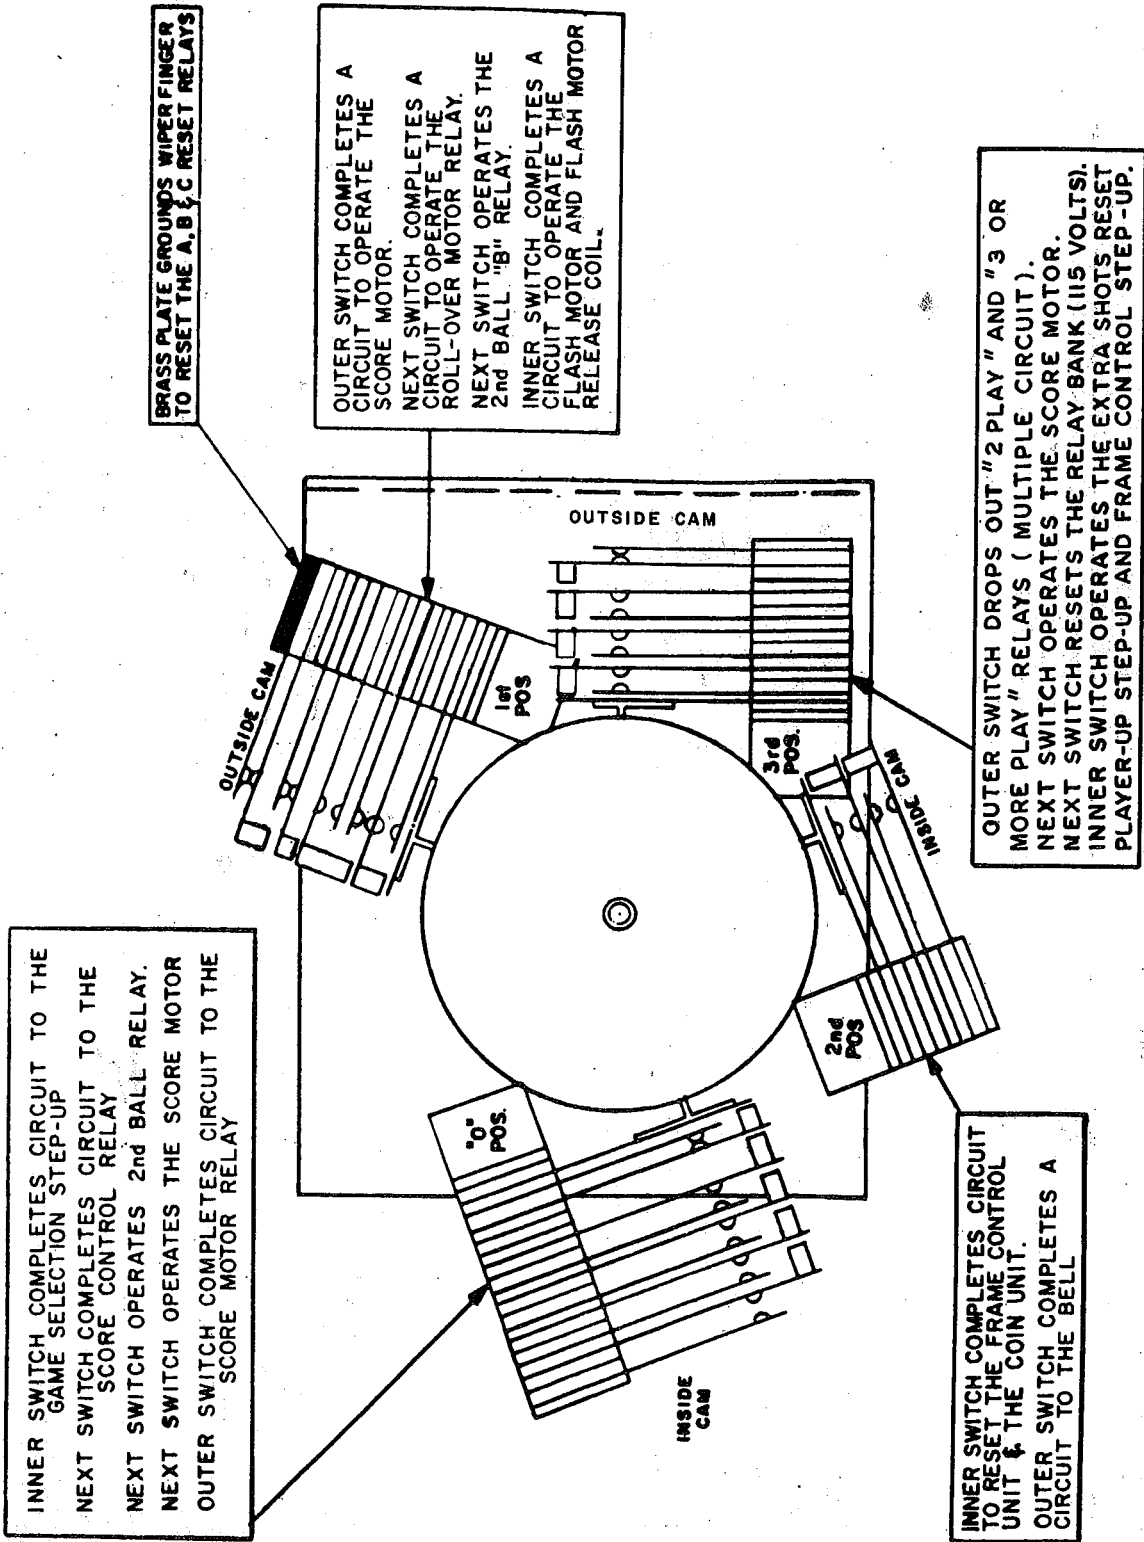 INNER SWITCH COMPLETES CIRCUIT TO THE
GAME SELECTION STEP-UP
NEXT SWITCH COMPLETES CIRCUIT TO THE
SCORE CONTROL RELAY
NEXT SWITCH OPERATES 2nd BALL RELAY.
NEXT SWITCH OPERATES THE SCORE MOTOR
OUTER SWITCH COMPLETES CIRCUIT TO THE
SCORE MOTOR RELAY
BRASS PLATE GROUNDS WIPER FINGER
TO RESET THE A, B & C RESET RELAYS
OUTER SWITCH COMPLETES A
CIRCUIT TO OPERATE THE
SCORE MOTOR.
NEXT SWITCH COMPLETES A
CIRCUIT TO OPERATE THE
ROLL-OVER MOTOR RELAY.
NEXT SWITCH OPERATES THE
2nd BALL "B" RELAY.
INNER SWITCH COMPLETES A
CIRCUIT TO OPERATE THE
FLASH MOTOR AND FLASH MOTOR
RELEASE COIL.
OUTSIDE CAM
1st
POS
OUTSIDE CAM
"O"
POS.
INSIDE
CAM
2nd
POS
3rd
POS.
INSIDE CAM
INNER SWITCH COMPLETES CIRCUIT
TO RESET THE FRAME CONTROL
UNIT & THE COIN UNIT.
OUTER SWITCH COMPLETES A
CIRCUIT TO THE BELL
OUTER SWITCH DROPS OUT "2 PLAY" AND "3 OR
MORE PLAY" RELAYS ( MULTIPLE CIRCUIT ).
NEXT SWITCH OPERATES THE SCORE MOTOR.
NEXT SWITCH RESETS THE RELAY BANK (115 VOLTS).
INNER SWITCH OPERATES THE EXTRA SHOTS RESET
PLAYER-UP STEP-UP AND FRAME CONTROL STEP-UP.